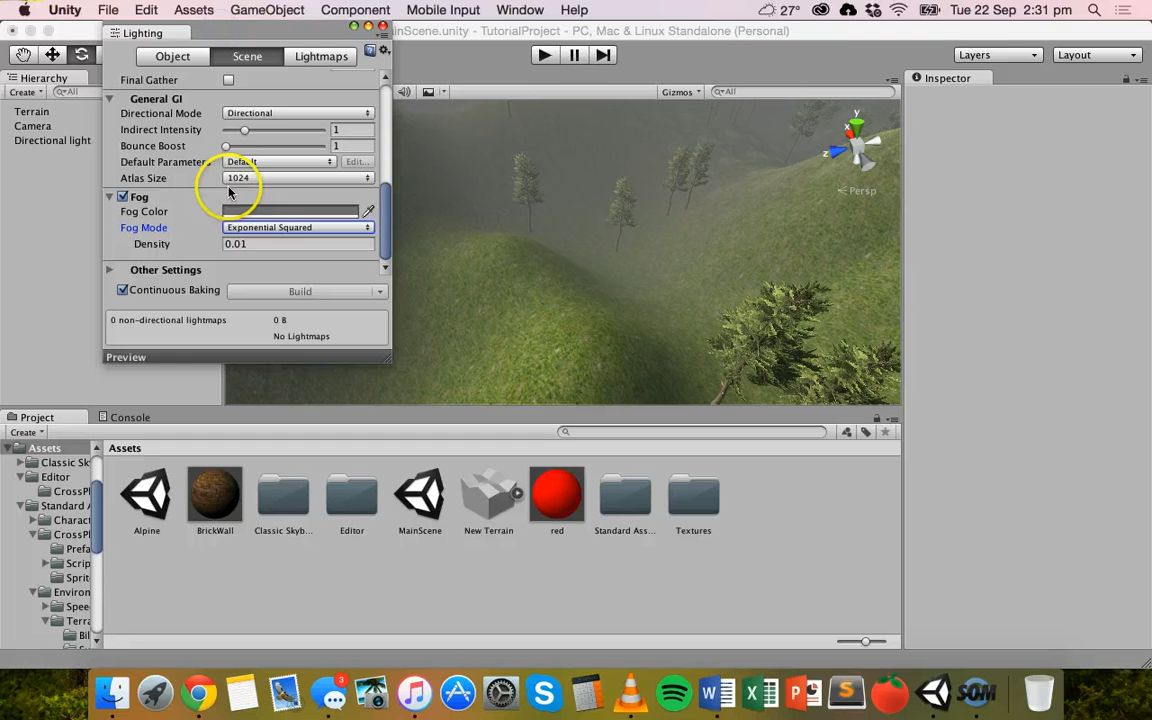 Unity File Edit Assets GameObject Component Mobile Input Window Help 27° Tue 22 Sep 2:31 pm
MainScene.unity - TutorialProject - PC, Mac & Linux Standalone (Personal)
Lighting
Layers Layout
Object Scene Lightmaps
Hierarchy
Inspector
Create All
Gizmos All
Final Gather
General GI
Directional Mode Directional
Indirect Intensity 1
Bounce Boost 1
Default Parameters Default Edit...
Atlas Size 1024
Fog
Fog Color
Fog Mode Exponential Squared
Density 0.01
Other Settings
Continuous Baking Build
0 non-directional lightmaps 0 B
No Lightmaps
Preview
Terrain
Camera
Directional light
y
x
z
Persp
Project Console
Create
Assets
Classic Sk
Editor
CrossPl
Standard A
Charact
CrossPl
Prefa
Scrip
Sprit
Environ
Spee
Terra
Bil
Assets
Alpine BrickWall Classic Skyb... Editor MainScene New Terrain red Standard Ass... Textures
3
SOM